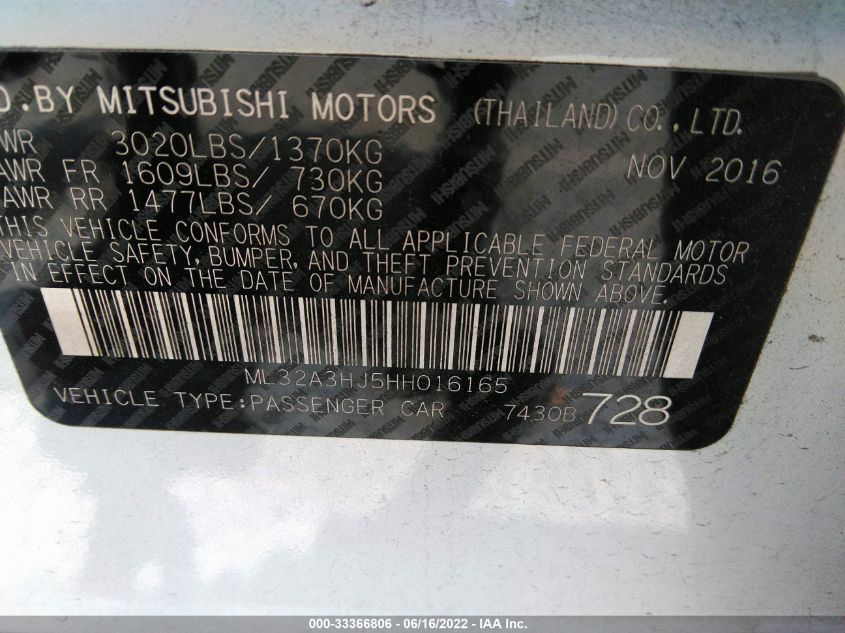 D.BY MITSUBISHI MOTORS (THAILAND) CO.,LTD.
WR 3020LBS/1370KG NOV 2016
AWR FR 1609LBS/ 730KG
AWR RR 1477LBS/ 670KG
THIS VEHICLE CONFORMS TO ALL APPLICABLE FEDERAL MOTOR
VEHICLE SAFETY, BUMPER, AND THEFT PREVENTION STANDARDS
IN EFFECT ON THE DATE OF MANUFACTURE SHOWN ABOVE.
ML32A3HJ5HH016165
VEHICLE TYPE:PASSENGER CAR 7430B 728
000-33366806 - 06/16/2022 - IAA Inc.